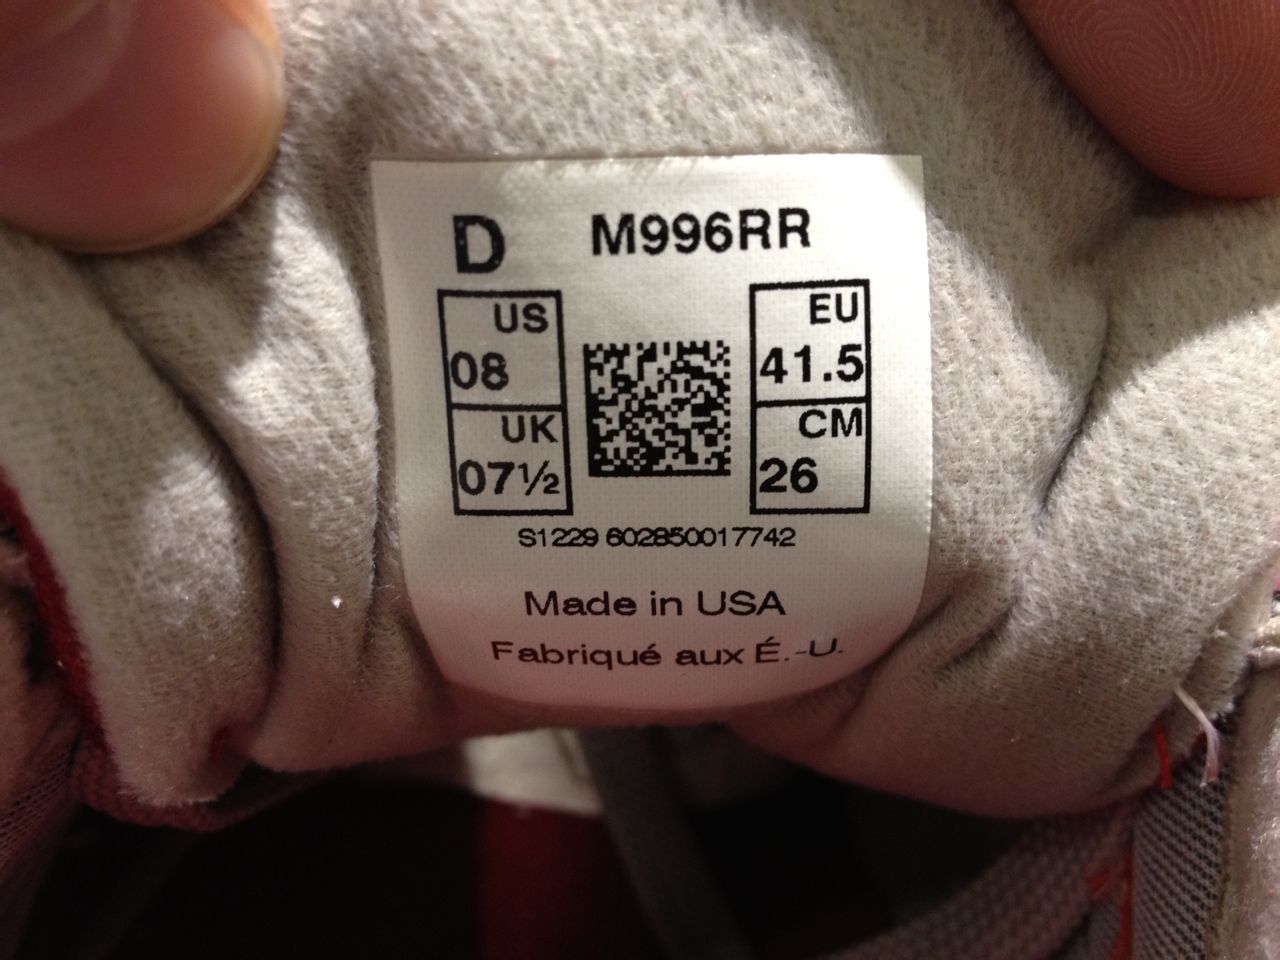 D M996RR
US
08
UK
07½
EU
41.5
CM
26
S1229 602850017742
Made in USA
Fabriqué aux É.-U.